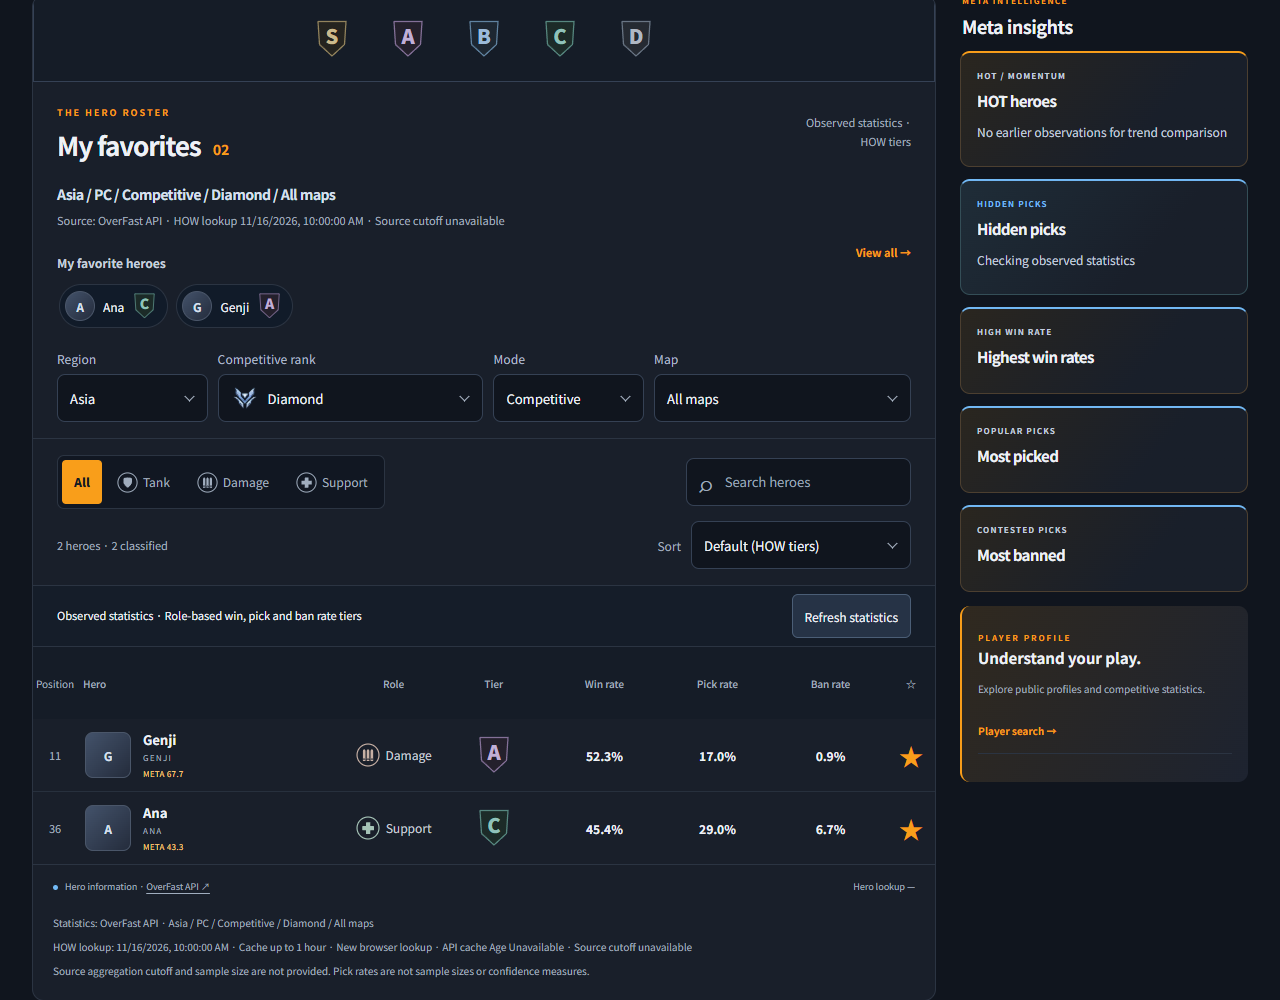 S A B C D
THE HERO ROSTER
My favorites 02
Observed statistics ·
HOW tiers
Asia / PC / Competitive / Diamond / All maps
Source: OverFast API · HOW lookup 11/16/2026, 10:00:00 AM · Source cutoff unavailable
My favorite heroes
View all →
A Ana C G Genji A
Region Competitive rank Mode Map
Asia Diamond Competitive All maps
All Tank Damage Support
Search heroes
2 heroes · 2 classified
Sort Default (HOW tiers)
Observed statistics · Role-based win, pick and ban rate tiers
Refresh statistics
Position Hero Role Tier Win rate Pick rate Ban rate ☆
11 G Genji Damage A 52.3% 17.0% 0.9% ★
GENJI
META 67.7
36 A Ana Support C 45.4% 29.0% 6.7% ★
ANA
META 43.3
Hero information · OverFast API ↗
Hero lookup —
Statistics: OverFast API · Asia / PC / Competitive / Diamond / All maps
HOW lookup: 11/16/2026, 10:00:00 AM · Cache up to 1 hour · New browser lookup · API cache Age Unavailable · Source cutoff unavailable
Source aggregation cutoff and sample size are not provided. Pick rates are not sample sizes or confidence measures.
META INTELLIGENCE
Meta insights
HOT / MOMENTUM
HOT heroes
No earlier observations for trend comparison
HIDDEN PICKS
Hidden picks
Checking observed statistics
HIGH WIN RATE
Highest win rates
POPULAR PICKS
Most picked
CONTESTED PICKS
Most banned
PLAYER PROFILE
Understand your play.
Explore public profiles and competitive statistics.
Player search →